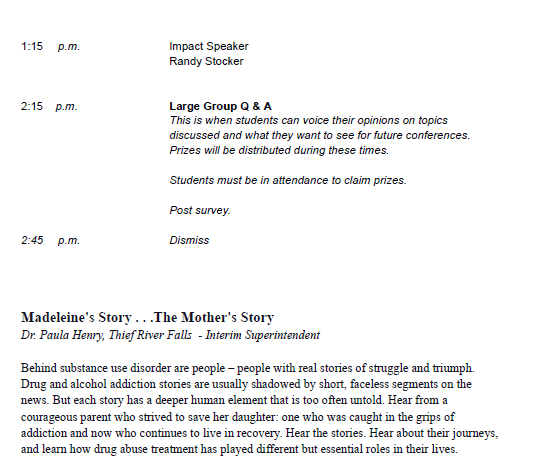 1:15 p.m. Impact Speaker
Randy Stocker
2:15 p.m. Large Group Q & A
This is when students can voice their opinions on topics
discussed and what they want to see for future conferences.
Prizes will be distributed during these times.
Students must be in attendance to claim prizes.
Post survey.
2:45 p.m. Dismiss
Madeleine's Story . . .The Mother's Story
Dr. Paula Henry, Thief River Falls - Interim Superintendent
Behind substance use disorder are people – people with real stories of struggle and triumph.
Drug and alcohol addiction stories are usually shadowed by short, faceless segments on the
news. But each story has a deeper human element that is too often untold. Hear from a
courageous parent who strived to save her daughter: one who was caught in the grips of
addiction and now who continues to live in recovery. Hear the stories. Hear about their journeys,
and learn how drug abuse treatment has played different but essential roles in their lives.